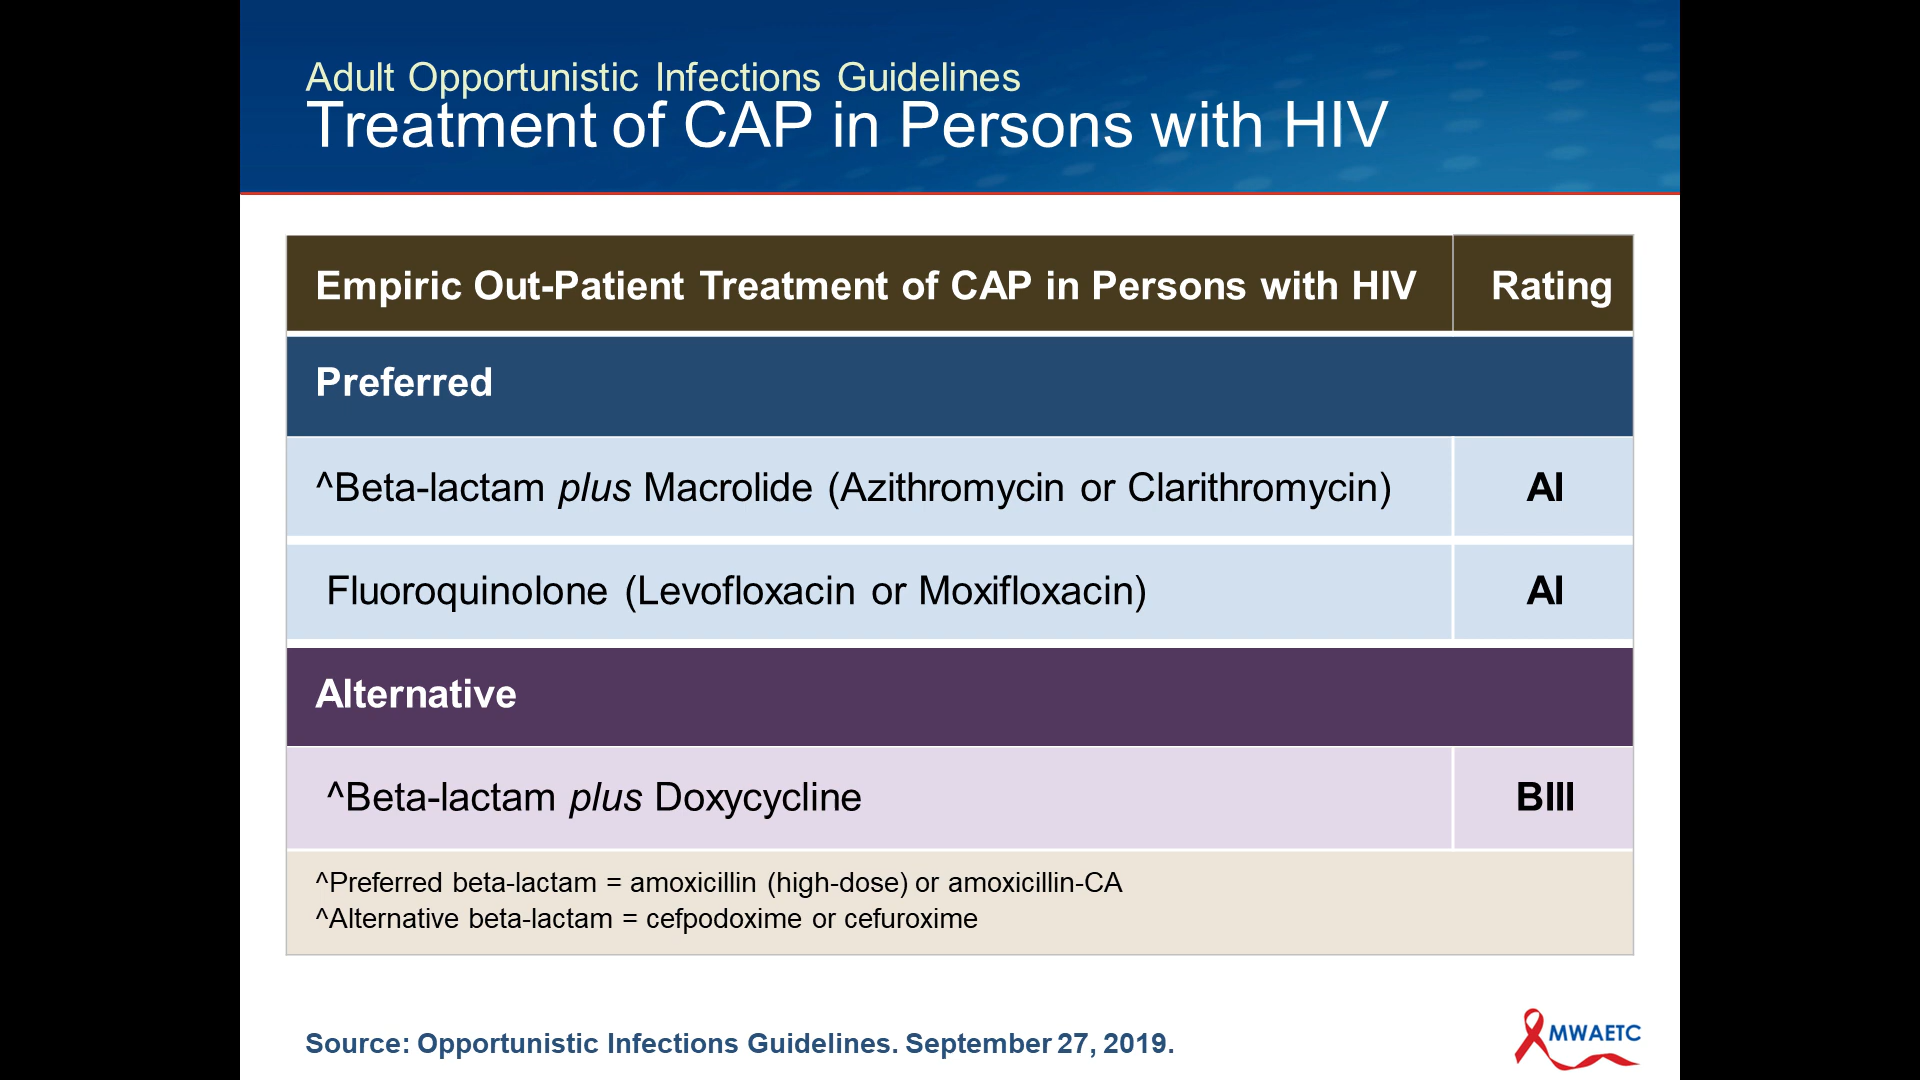 Adult Opportunistic Infections Guidelines
Treatment of CAP in Persons with HIV
Empiric Out-Patient Treatment of CAP in Persons with HIV Rating
Preferred
^Beta-lactam plus Macrolide (Azithromycin or Clarithromycin) AI
Fluoroquinolone (Levofloxacin or Moxifloxacin) AI
Alternative
^Beta-lactam plus Doxycycline BIII
^Preferred beta-lactam = amoxicillin (high-dose) or amoxicillin-CA
^Alternative beta-lactam = cefpodoxime or cefuroxime
Source: Opportunistic Infections Guidelines. September 27, 2019.
MWAETC